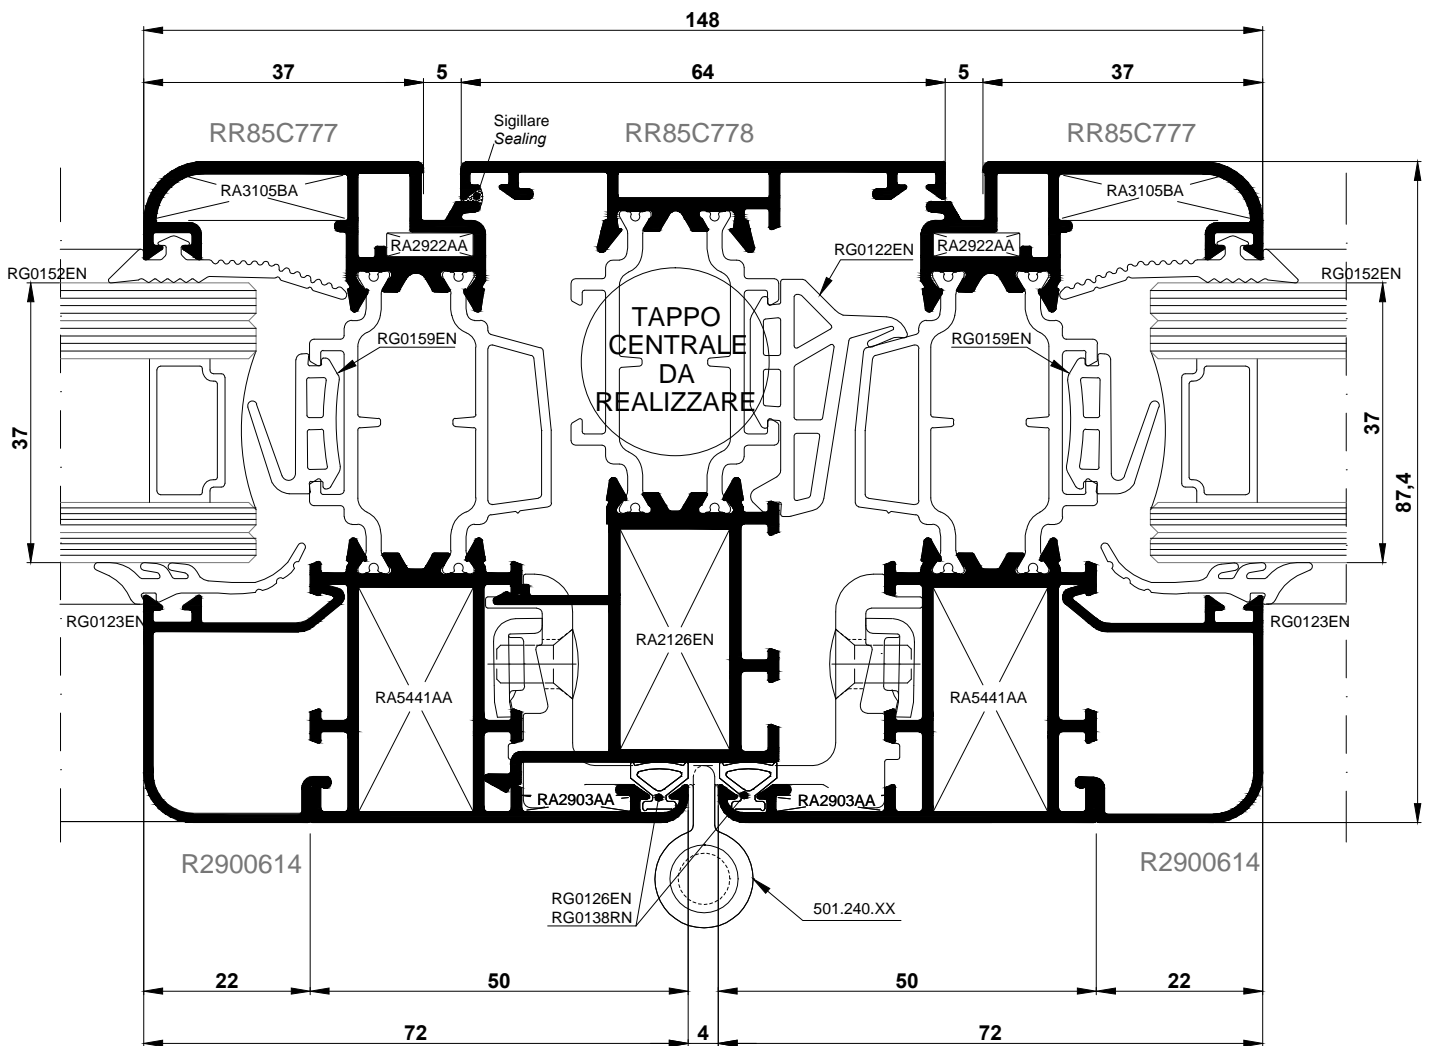 148
37 5 64 5 37
RR85C777
Sigillare
Sealing
RR85C778
RR85C777
RA3105BA
RA3105BA
RA2922AA
RG0122EN
RA2922AA
RG0152EN
RG0152EN
TAPPO
CENTRALE
DA
REALIZZARE
RG0159EN
RG0159EN
37
37
87,4
RG0123EN
RG0123EN
RA2126EN
RA5441AA
RA5441AA
RA2903AA
RA2903AA
R2900614
R2900614
RG0126EN
RG0138RN
501.240.XX
22 50 50 22
72 4 72